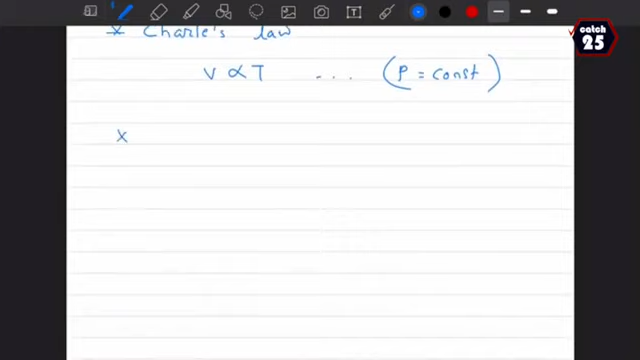 * Charle's law
catch
25
V ∝ T ... (P = const)
x